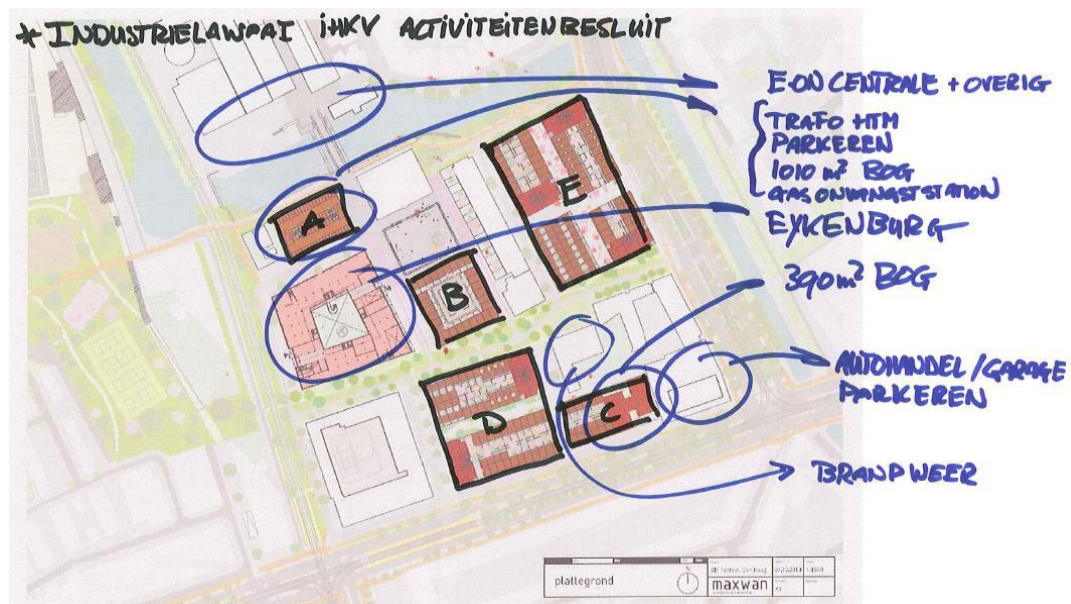 * INDUSTRIELAWAAI IHKV ACTIVITEITENBESLUIT
E-ON CENTRALE + OVERIG
TRAFO HTM
PARKEREN
1010 m² BOG
GASONTVANGSTSTATION
EYKENBURG
390 m² BOG
AUTOHANDEL/GARAGE
PARKEREN
BRANDWEER
A
B
C
D
E
plattegrond
N
maxwan